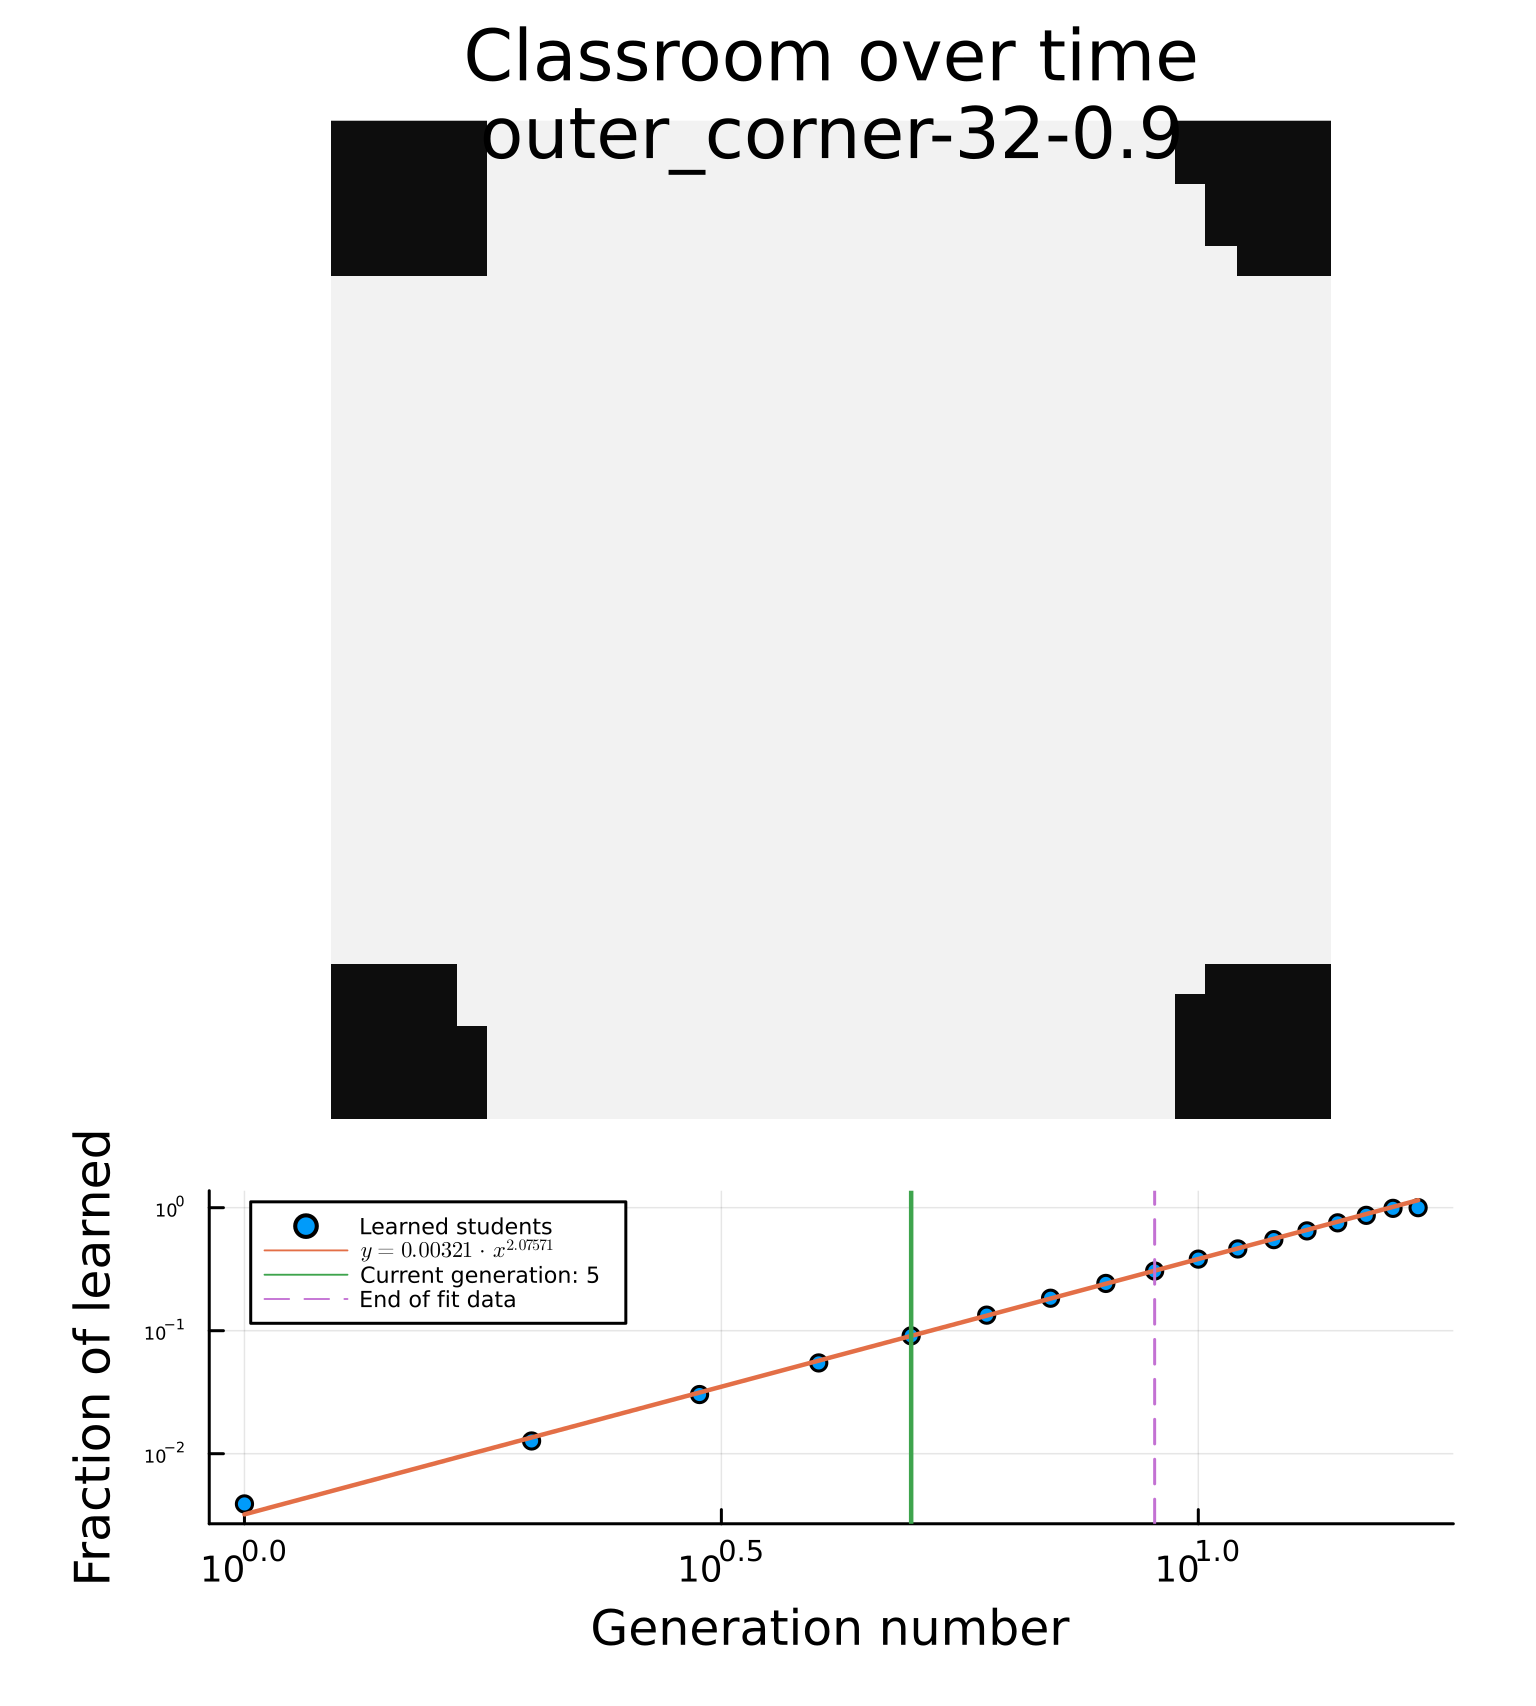 Classroom over time
outer_corner-32-0.9
Fraction of learned
10^0
10^-1
10^-2
Learned students
y = 0.00321 · x^2.07571
Current generation: 5
End of fit data
10^0.0 10^0.5 10^1.0
Generation number